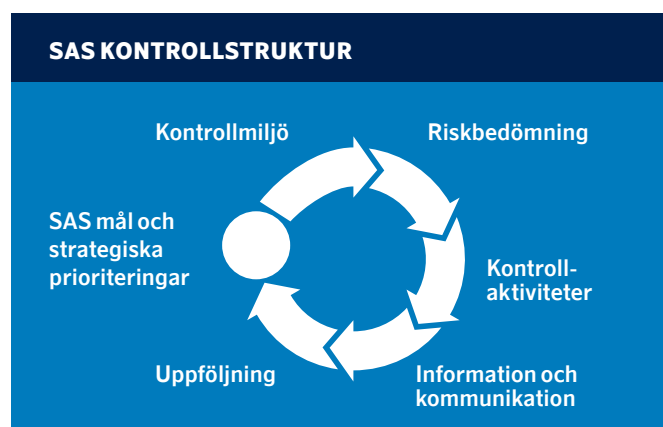 SAS KONTROLLSTRUKTUR
Kontrollmiljö
Riskbedömning
SAS mål och
strategiska
prioriteringar
Kontroll-
aktiviteter
Uppföljning
Information och
kommunikation